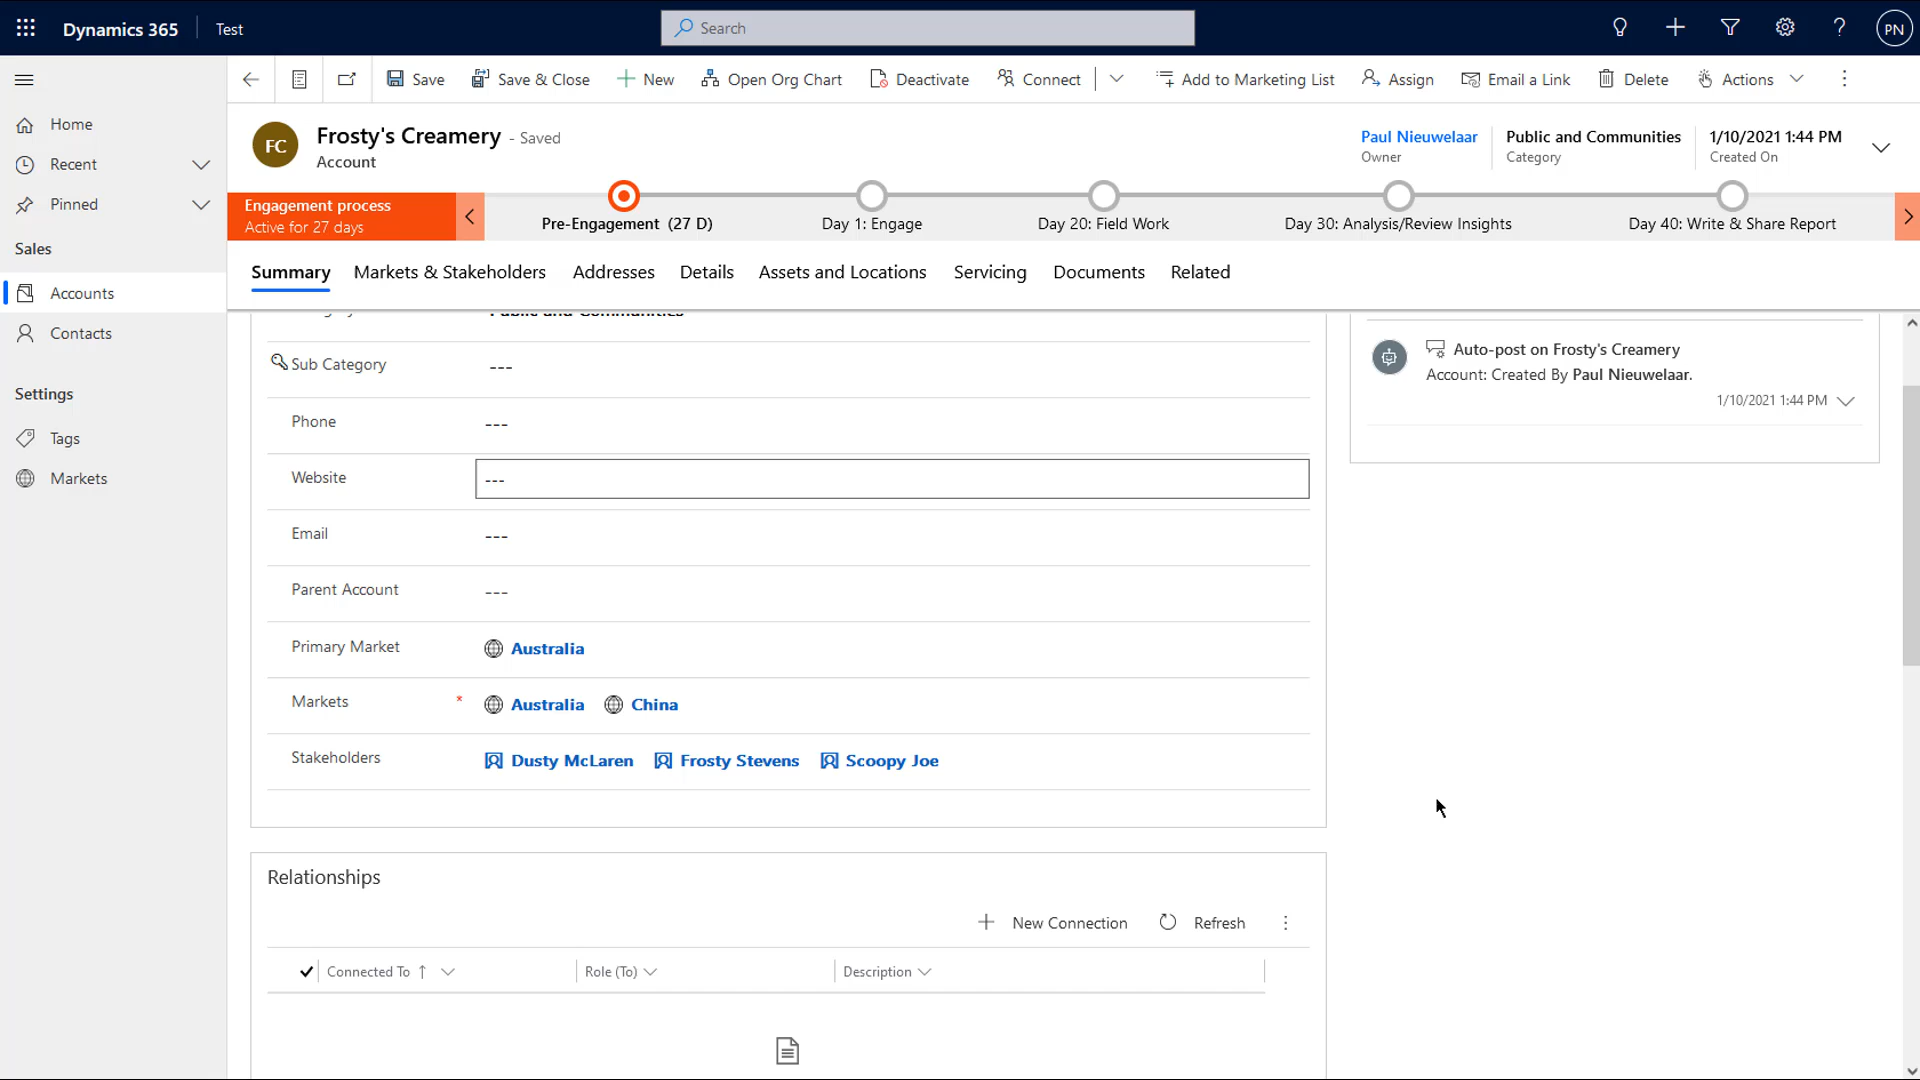 Dynamics 365
Test
Search
PN
Save
Save & Close
New
Open Org Chart
Deactivate
Connect
Add to Marketing List
Assign
Email a Link
Delete
Actions
Home
Recent
Pinned
Sales
Accounts
Contacts
Settings
Tags
Markets
FC
Frosty's Creamery - Saved
Account
Paul Nieuwelaar
Owner
Public and Communities
Category
1/10/2021 1:44 PM
Created On
Engagement process
Active for 27 days
Pre-Engagement (27 D)
Day 1: Engage
Day 20: Field Work
Day 30: Analysis/Review Insights
Day 40: Write & Share Report
Summary
Markets & Stakeholders
Addresses
Details
Assets and Locations
Servicing
Documents
Related
Public and Communities
Sub Category ---
Phone ---
Website ---
Email ---
Parent Account ---
Primary Market Australia
Markets * Australia China
Stakeholders Dusty McLaren Frosty Stevens Scoopy Joe
Auto-post on Frosty's Creamery
Account: Created By Paul Nieuwelaar.
1/10/2021 1:44 PM
Relationships
New Connection
Refresh
Connected To ↑
Role (To)
Description